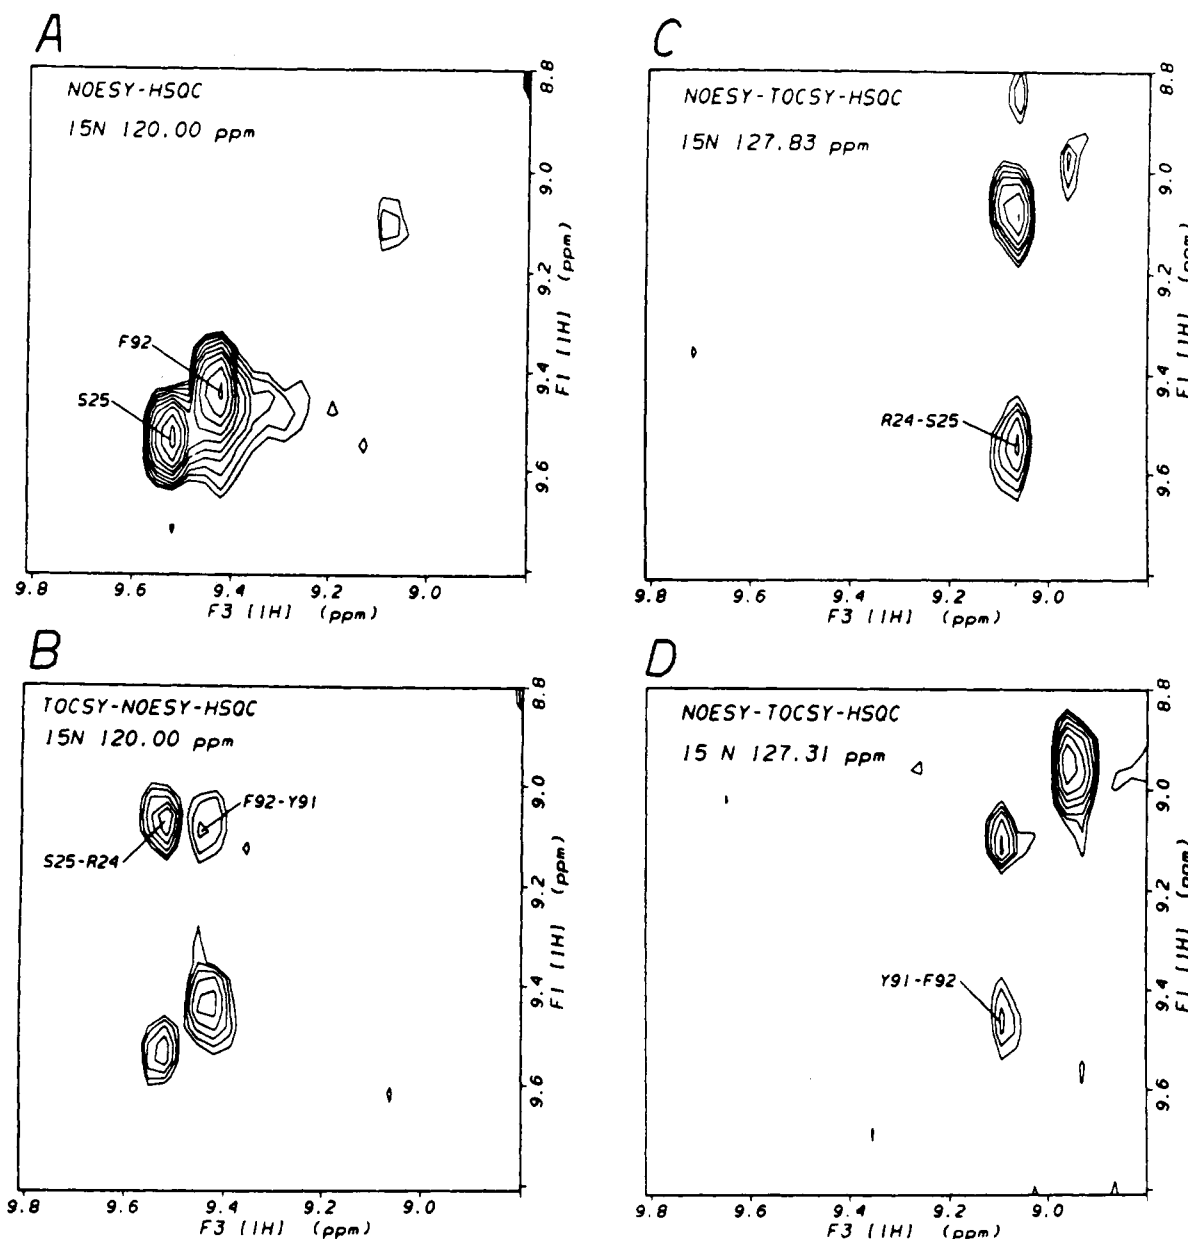 A
NOESY-HSQC
15N 120.00 ppm
F92
S25
8.8
9.0
9.2
9.4
9.6
F1 [1H] (ppm)
9.8
9.6
9.4
9.2
9.0
F3 [1H] (ppm)
C
NOESY-TOCSY-HSQC
15N 127.83 ppm
R24-S25
8.8
9.0
9.2
9.4
9.6
F1 [1H] (ppm)
9.8
9.6
9.4
9.2
9.0
F3 [1H] (ppm)
B
TOCSY-NOESY-HSQC
15N 120.00 ppm
F92-Y91
S25-R24
8.8
9.0
9.2
9.4
9.6
F1 [1H] (ppm)
9.8
9.6
9.4
9.2
9.0
F3 [1H] (ppm)
D
NOESY-TOCSY-HSQC
15 N 127.31 ppm
Y91-F92
8.8
9.0
9.2
9.4
9.6
F1 [1H] (ppm)
9.8
9.6
9.4
9.2
9.0
F3 [1H] (ppm)